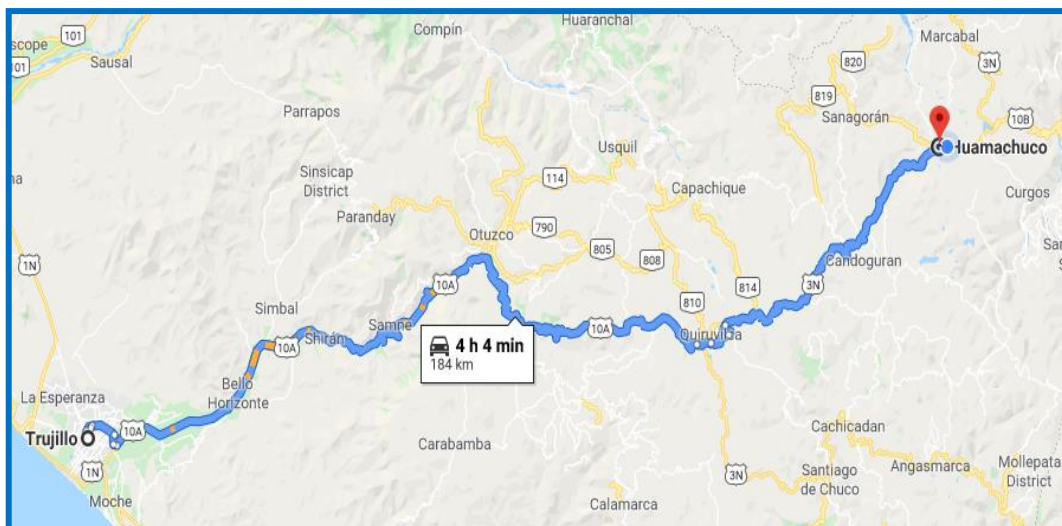 Huaranchal
Compín
Marcabal
101
scope
101
Sausal
820
3N
819
Sanagorán
10B
Parrapos
Huamachuco
Usquil
Sinsicap
District
114
Capachique
Curgos
Paranday
Otuzco
790
805
808
Candoguran
1N
10A
3N
Simbal
810
814
Samne
10A
Shirán
10A
Quiruvilca
4 h 4 min
184 km
Bello
Horizonte
La Esperanza
10A
Trujillo
1N
Moche
Carabamba
Cachicadan
3N
Santiago
de Chuco
Angasmarca
Mollepata
District
Calamarca